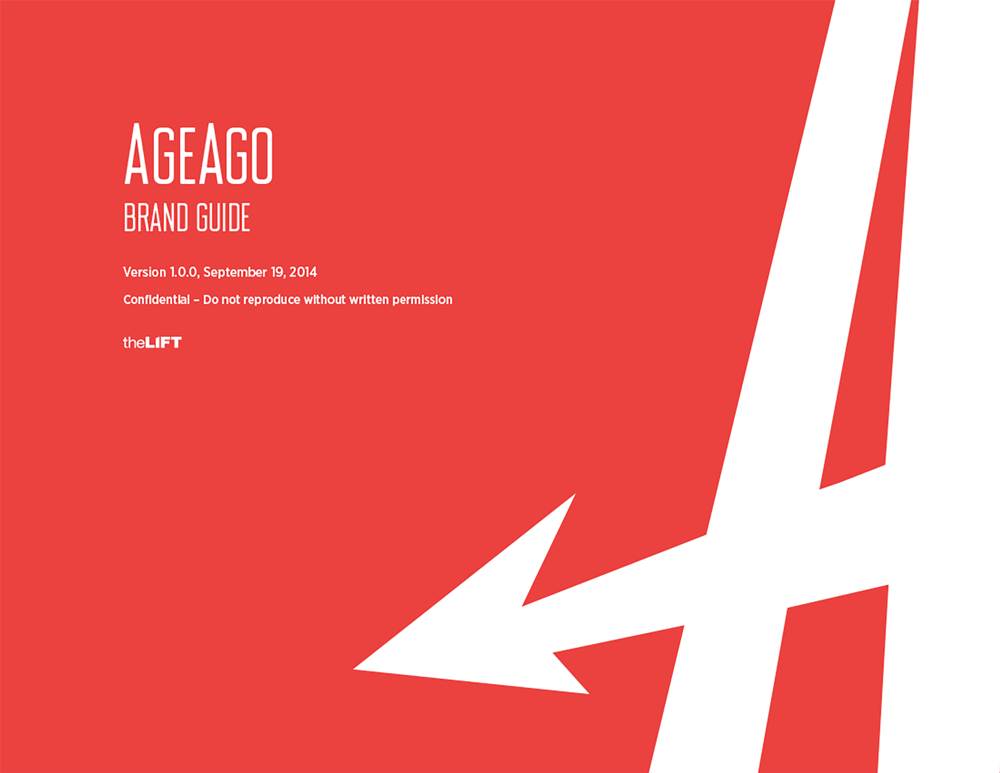 AGEAGO
BRAND GUIDE
Version 1.0.0, September 19, 2014
Confidential – Do not reproduce without written permission
theLIFT